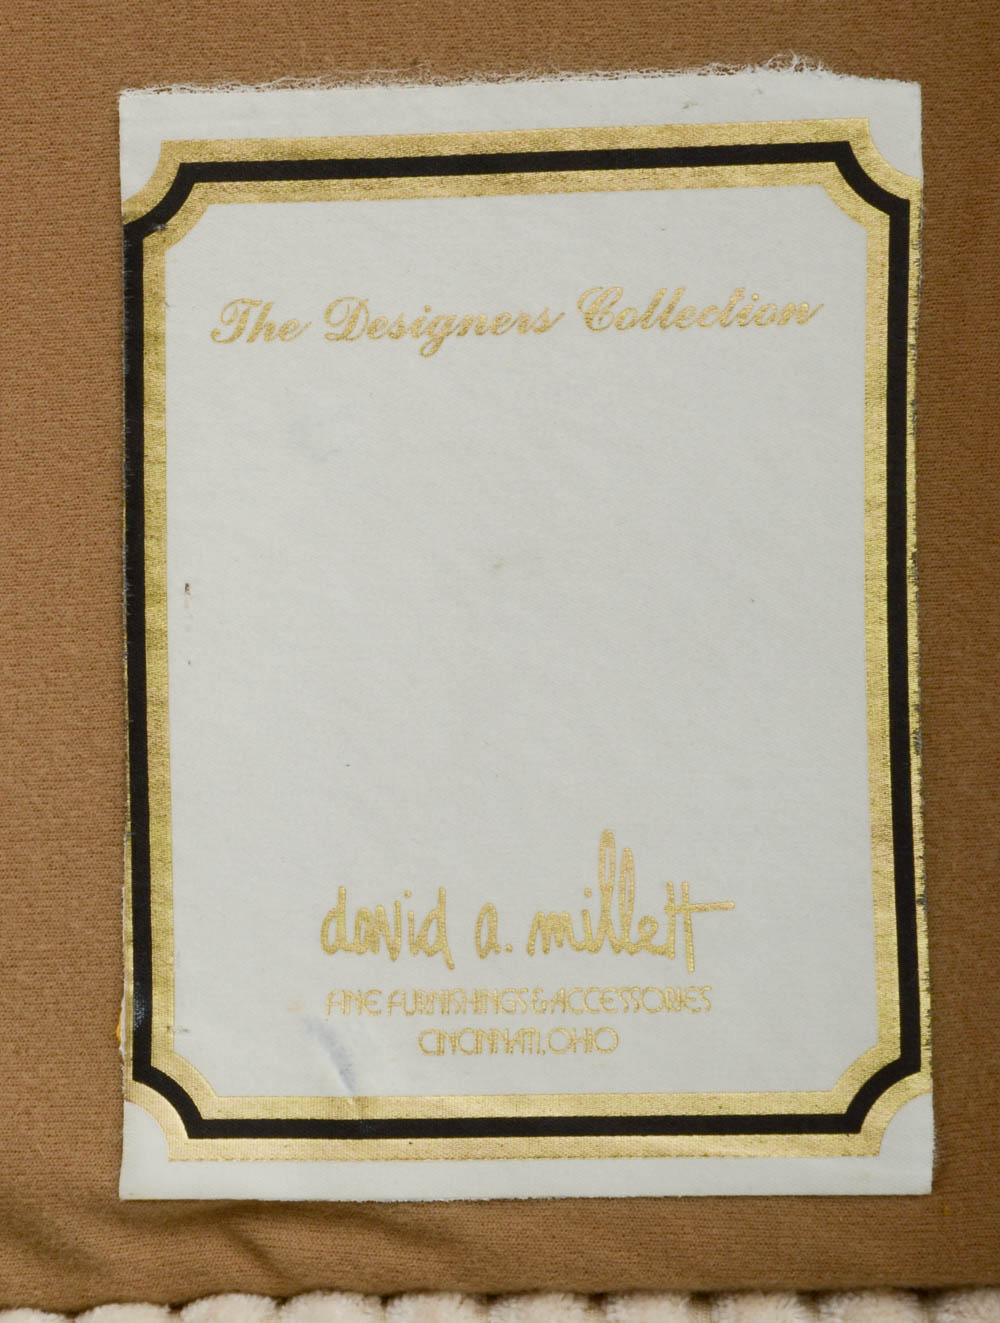 The Designers Collection
david a. millett
FINE FURNISHINGS & ACCESSORIES
CINCINNATI, OHIO